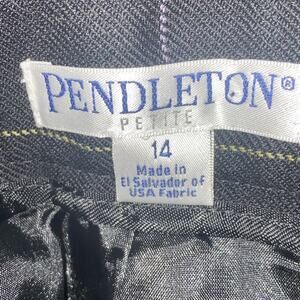 PENDLETON®
PETITE
14
Made in
El Salvador of
USA Fabric